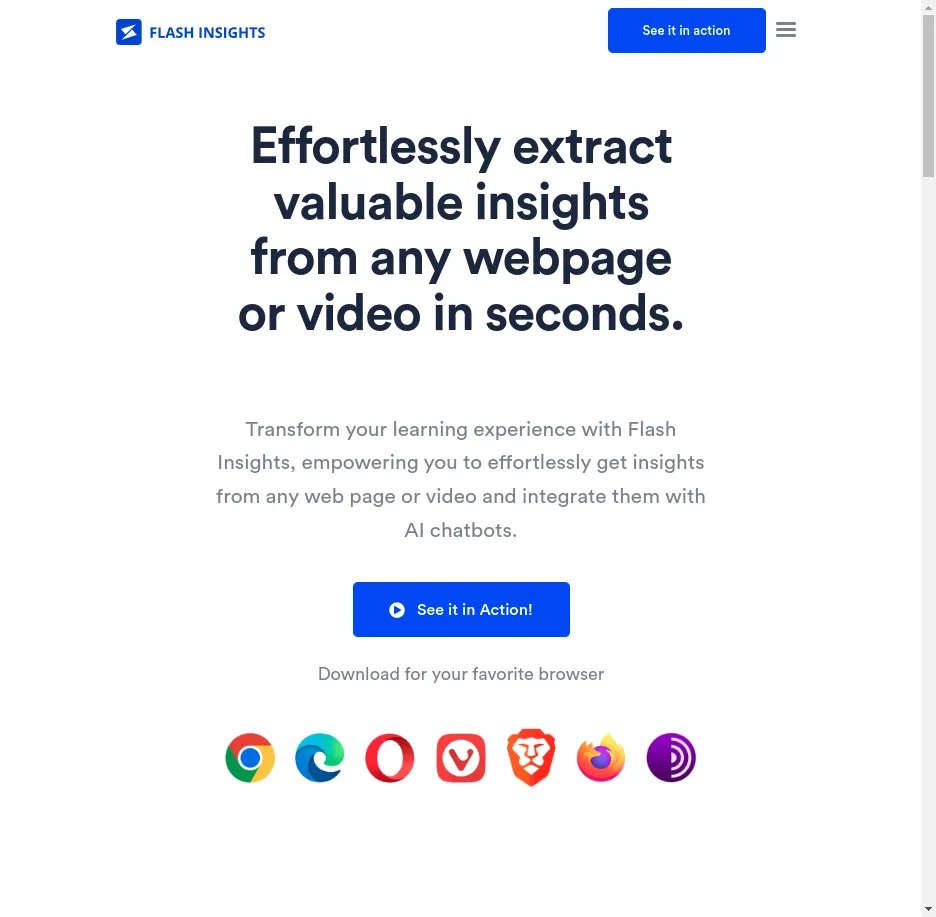 FLASH INSIGHTS
See it in action
Effortlessly extract
valuable insights
from any webpage
or video in seconds.
Transform your learning experience with Flash
Insights, empowering you to effortlessly get insights
from any web page or video and integrate them with
AI chatbots.
See it in Action!
Download for your favorite browser